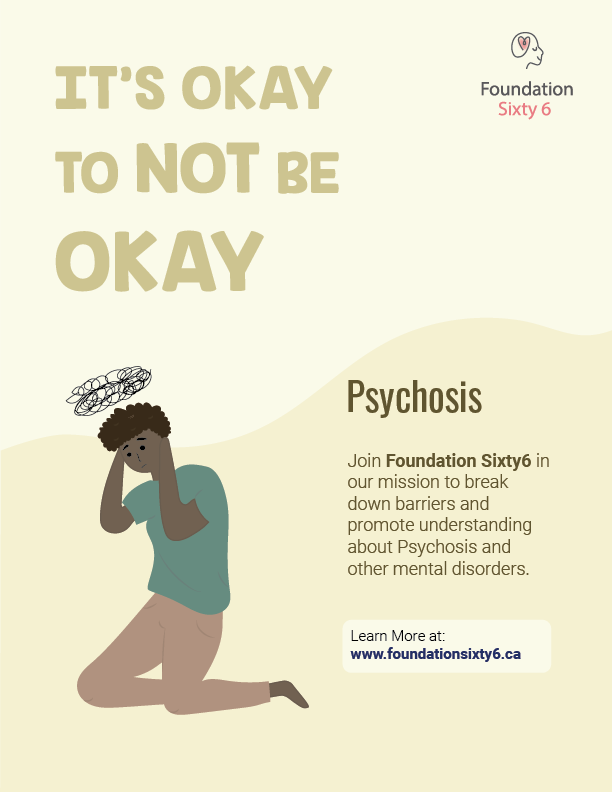 IT'S OKAY
TO NOT BE
OKAY
Foundation
Sixty 6
Psychosis
Join Foundation Sixty6 in
our mission to break
down barriers and
promote understanding
about Psychosis and
other mental disorders.
Learn More at:
www.foundationsixty6.ca